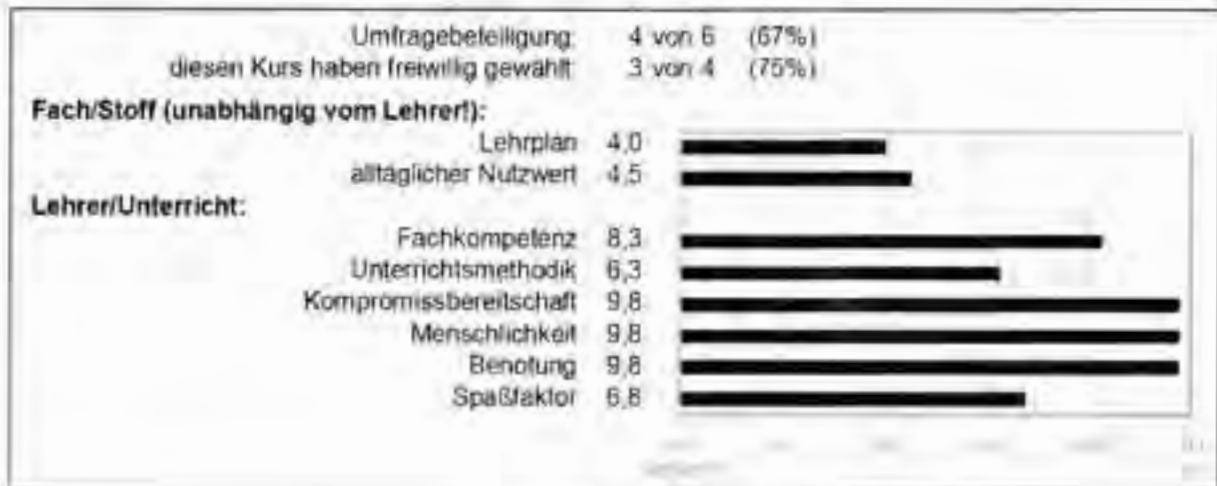 Umfragebeteiligung: 4 von 6 (67%)
diesen Kurs haben freiwillig gewählt: 3 von 4 (75%)
Fach/Stoff (unabhängig vom Lehrer!):
Lehrplan 4,0
alltäglicher Nutzwert 4,5
Lehrer/Unterricht:
Fachkompetenz 8,3
Unterrichtsmethodik 6,3
Kompromissbereitschaft 9,8
Menschlichkeit 9,8
Benotung 9,8
Spaßfaktor 6,8